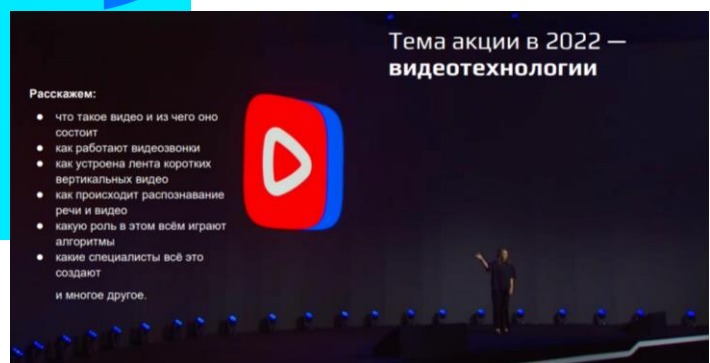 Тема акции в 2022 —
видеотехнологии
Расскажем:
● что такое видео и из чего оно
состоит
● как работают видеозвонки
● как устроена лента коротких
вертикальных видео
● как происходит распознавание
речи и видео
● какую роль в этом всём играют
алгоритмы
● какие специалисты всё это
создают
и многое другое.